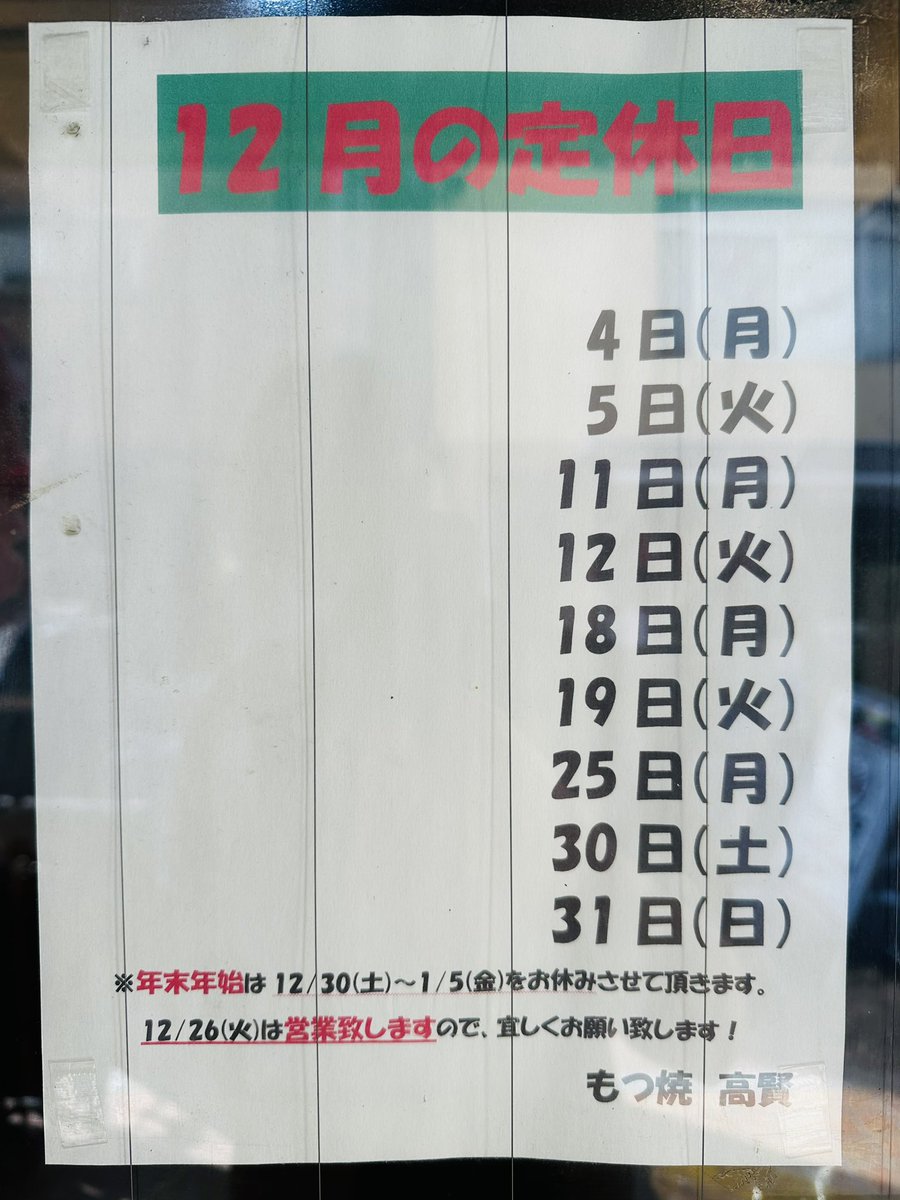 12月の定休日
4日(月)
5日(火)
11日(月)
12日(火)
18日(月)
19日(火)
25日(月)
30日(土)
31日(日)
※年末年始は 12/30(土)～1/5(金)をお休みさせて頂きます。
12/26(火)は営業致しますので、宜しくお願い致します！
もつ焼 高賢